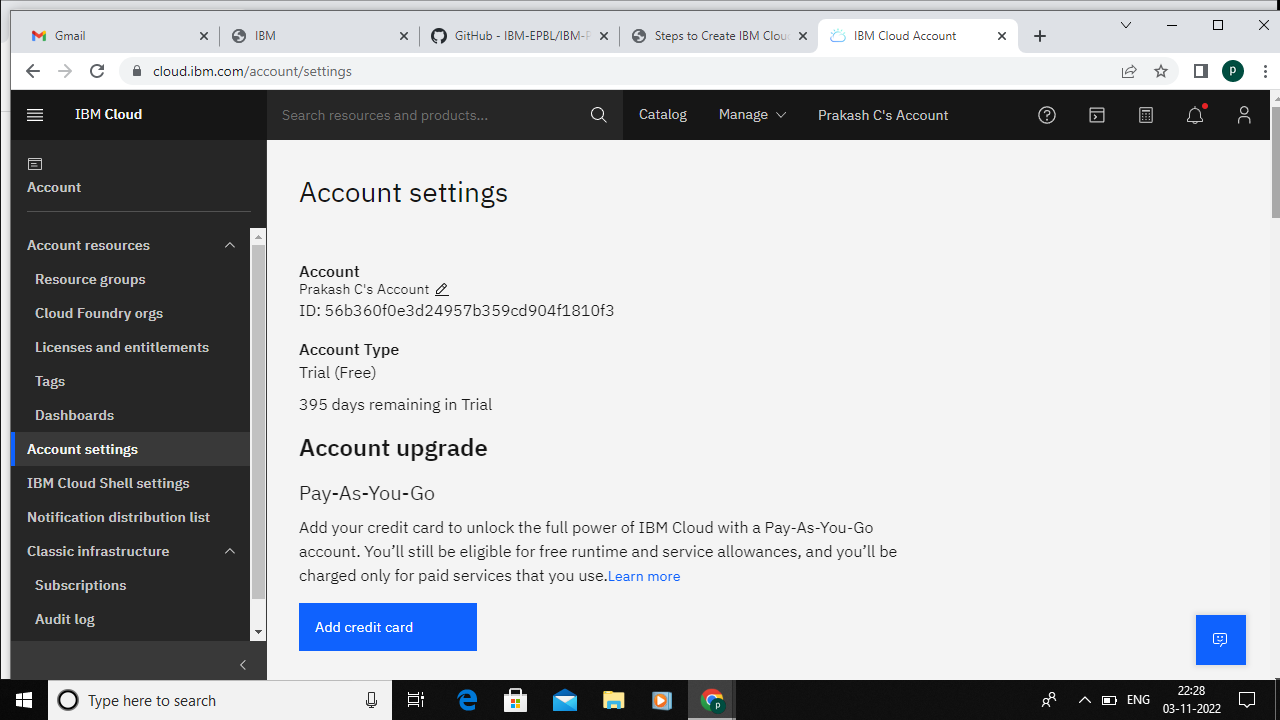 Gmail
IBM
GitHub - IBM-EPBL/IBM-P
Steps to Create IBM Clou
IBM Cloud Account
cloud.ibm.com/account/settings
p
IBM Cloud
Search resources and products...
Catalog
Manage
Prakash C's Account
Account
Account resources
Resource groups
Cloud Foundry orgs
Licenses and entitlements
Tags
Dashboards
Account settings
IBM Cloud Shell settings
Notification distribution list
Classic infrastructure
Subscriptions
Audit log
Account settings
Account
Prakash C's Account
ID: 56b360f0e3d24957b359cd904f1810f3
Account Type
Trial (Free)
395 days remaining in Trial
Account upgrade
Pay-As-You-Go
Add your credit card to unlock the full power of IBM Cloud with a Pay-As-You-Go
account. You’ll still be eligible for free runtime and service allowances, and you’ll be
charged only for paid services that you use.Learn more
Add credit card
Type here to search
p
ENG
22:28
03-11-2022